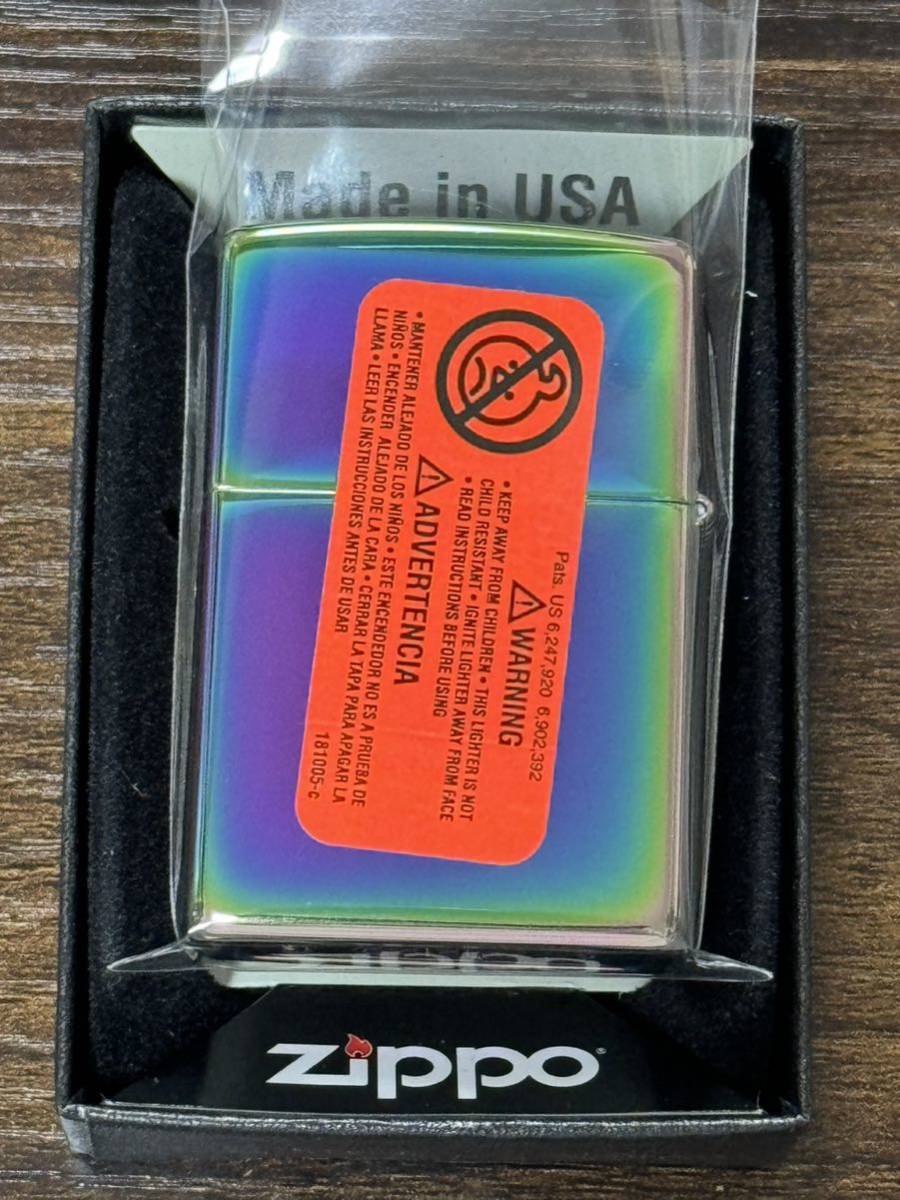 Made in USA
Pats. US 6,247,920 6,902,392
⚠ WARNING
• KEEP AWAY FROM CHILDREN • THIS LIGHTER IS NOT
CHILD RESISTANT • IGNITE LIGHTER AWAY FROM FACE
• READ INSTRUCTIONS BEFORE USING
⚠ ADVERTENCIA
• MANTENER ALEJADO DE LOS NIÑOS • ESTE ENCENDEDOR NO ES A PRUEBA DE
NIÑOS • ENCENDER ALEJADO DE LA CARA • CERRAR LA TAPA PARA APAGAR LA
LLAMA • LEER LAS INSTRUCCIONES ANTES DE USAR
181005-c
zippo